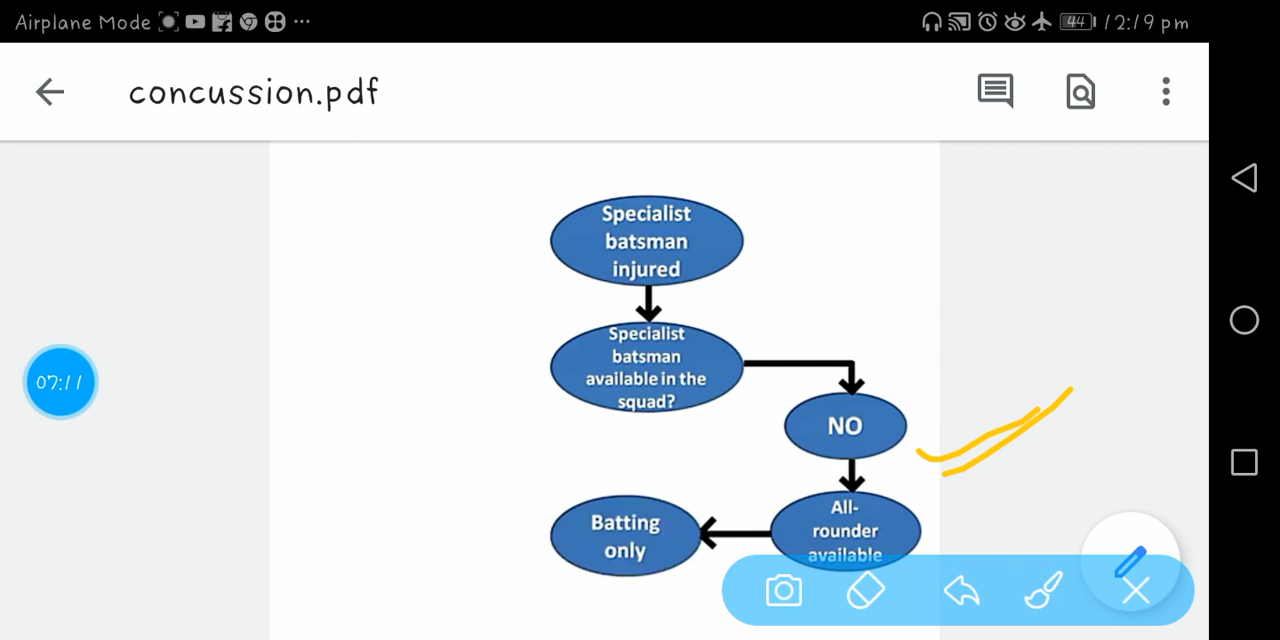 Airplane Mode ...
44 12:19 pm
concussion.pdf
Specialist
batsman
injured
Specialist
batsman
available in the
squad?
NO
All-
rounder
available
Batting
only
07:11